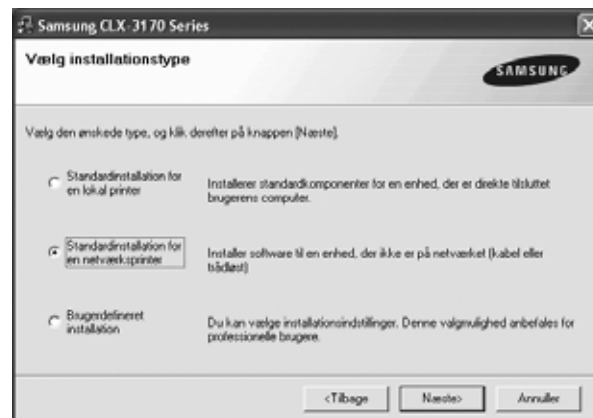 Samsung CLX-3170 Series
Vælg installationstype
SAMSUNG
Vælg den ønskede type, og klik derefter på knappen [Næste].
Standardinstallation for
en lokal printer
Installerer standardkomponenter for en enhed, der er direkte tilsluttet
brugerens computer.
Standardinstallation for
en netværksprinter
Installer software til en enhed, der ikke er på netværket (kabel eller
trådløst)
Brugerdefineret
installation
Du kan vælge installationsindstillinger. Denne valgmulighed anbefales for
professionelle brugere.
<Tilbage
Næste>
Annuller